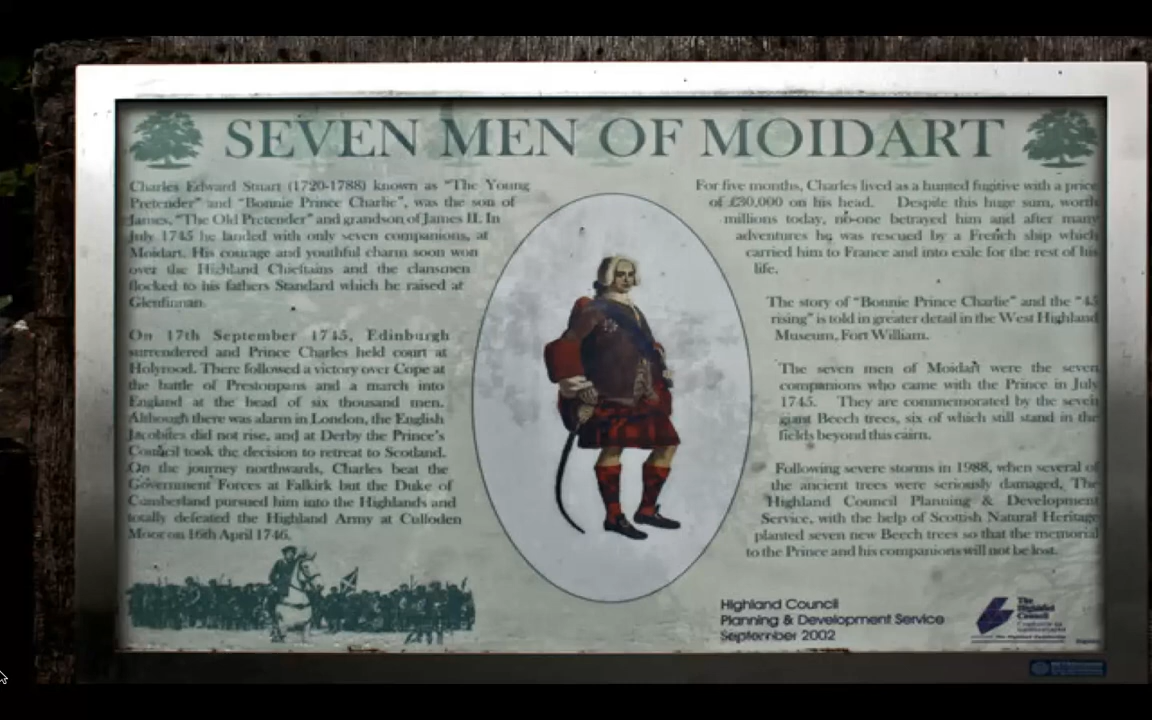 SEVEN MEN OF MOIDART
Charles Edward Stuart (1720-1788) known as "The Young
Pretender" and "Bonnie Prince Charlie", was the son of
James, "The Old Pretender" and grandson of James II. In
July 1745 he landed with only seven companions, at
Moidart. His courage and youthful charm soon won
over the Highland Chieftains and the clansmen
flocked to his fathers Standard which he raised at
Glenfinnan.
On 17th September 1745, Edinburgh
surrendered and Prince Charles held court at
Holyrood. There followed a victory over Cope at
the battle of Prestonpans and a march into
England at the head of six thousand men.
Although there was alarm in London, the English
Jacobites did not rise, and at Derby the Prince's
Council took the decision to retreat to Scotland.
On the journey northwards, Charles beat the
Government Forces at Falkirk but the Duke of
Cumberland pursued him into the Highlands and
totally defeated the Highland Army at Culloden
Moor on 16th April 1746.
For five months, Charles lived as a hunted fugitive with a price
of £30,000 on his head. Despite this huge sum, worth
millions today, no-one betrayed him and after many
adventures he was rescued by a French ship which
carried him to France and into exile for the rest of his
life.
The story of "Bonnie Prince Charlie" and the "45
rising" is told in greater detail in the West Highland
Museum, Fort William.
The seven men of Moidart were the seven
companions who came with the Prince in July
1745. They are commemorated by the seven
giant Beech trees, six of which still stand in the
fields beyond this cairn.
Following severe storms in 1988, when several of
the ancient trees were seriously damaged, The
Highland Council Planning & Development
Service, with the help of Scottish Natural Heritage
planted seven new Beech trees so that the memorial
to the Prince and his companions will not be lost.
Highland Council
Planning & Development Service
September 2002
The
Highland
Council